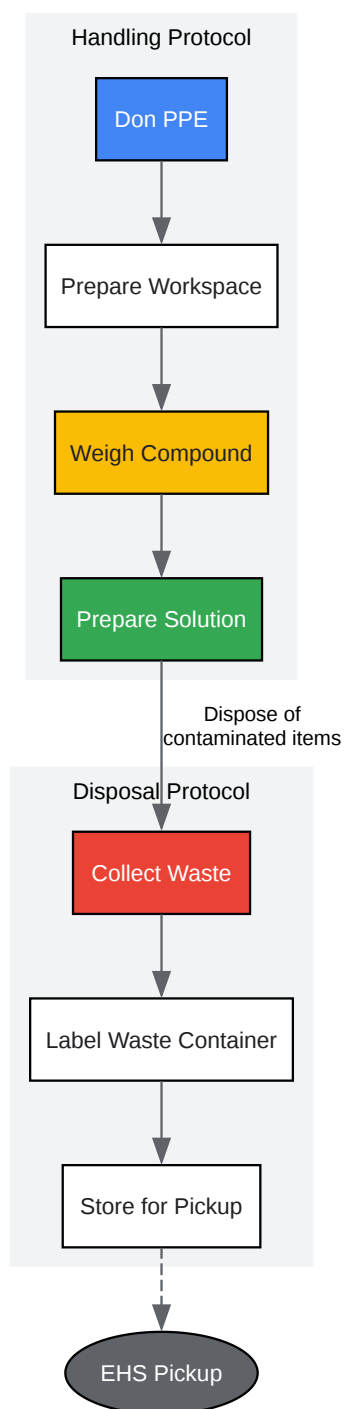 Handling Protocol
Don PPE
Prepare Workspace
Weigh Compound
Prepare Solution
Dispose of
contaminated items
Disposal Protocol
Collect Waste
Label Waste Container
Store for Pickup
EHS Pickup